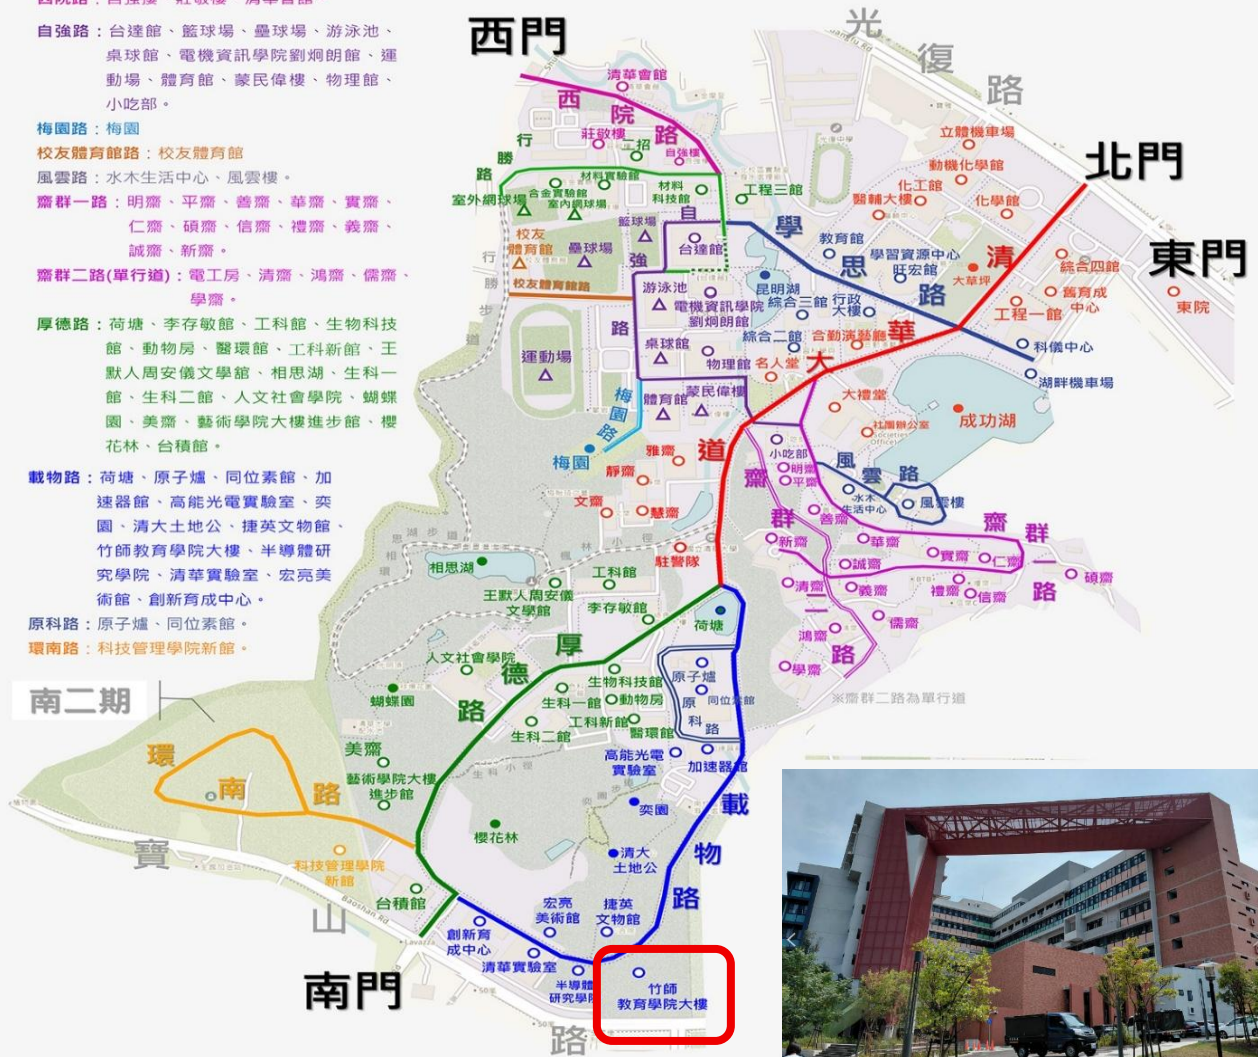 西院路：自強樓、莊敬樓、清華會館
自強路：台達館、籃球場、壘球場、游泳池、
桌球館、電機資訊學院劉炯朗館、運
動場、體育館、蒙民偉樓、物理館、
小吃部。
梅園路：梅園
校友體育館路：校友體育館
風雲路：水木生活中心、風雲樓。
齋群一路：明齋、平齋、善齋、華齋、實齋、
仁齋、碩齋、信齋、禮齋、義齋、
誠齋、新齋。
齋群二路(單行道)：電工房、清齋、鴻齋、儒齋、
學齋。
厚德路：荷塘、李存敏館、工科館、生物科技
館、動物房、醫環館、工科新館、王
默人周安儀文學館、相思湖、生科一
館、生科二館、人文社會學院、蝴蝶
園、美齋、藝術學院大樓進步館、櫻
花林、台積館。
載物路：荷塘、原子爐、同位素館、加
速器館、高能光電實驗室、奕
園、清大土地公、捷英文物館、
竹師教育學院大樓、半導體研
究學院、清華實驗室、宏亮美
術館、創新育成中心。
原科路：原子爐、同位素館。
環南路：科技管理學院新館。
西門
光復路
北門
東門
清華會館
西院路
莊敬樓
二招
自強樓
行勝路
材料實驗館
合金實驗館
室外網球場
室內網球場
材料
科技館
工程三館
立體機車場
動機化學館
化工館
醫輔大樓
化學館
籃球場
自強路
台達館
學思路
教育館
學習資源中心
旺宏館
大草坪
清華大道
綜合四館
舊育成
中心
工程一館
東院
校友
體育館
壘球場
校友體育館路
行勝步道
游泳池
電機資訊學院
劉炯朗館
昆明湖
綜合三館
行政
大樓
綜合二館
合勤演藝廳
科儀中心
湖畔機車場
運動場
桌球館
物理館
名人堂
體育館
蒙民偉樓
大禮堂
社團辦公室
成功湖
梅園路
梅園
雅齋
靜齋
文齋
慧齋
駐警隊
小吃部
明齋
平齋
風雲路
水木
生活中心
風雲樓
善齋
齋群一路
新齋
華齋
實齋
仁齋
誠齋
碩齋
齋群二路
清齋
義齋
禮齋
信齋
儒齋
鴻齋
學齋
※齋群二路為單行道
相思湖
工科館
王默人周安儀
文學館
李存敏館
荷塘
厚德路
人文社會學院
生物科技館
原子爐
同位素館
原科路
蝴蝶園
生科一館
動物房
工科新館
生科二館
醫環館
生科小徑
南二期
環南路
美齋
藝術學院大樓
進步館
高能光電
實驗室
加速器館
奕園
載物路
櫻花林
清大
土地公
科技管理學院
新館
寶山路
Baoshan Rd
台積館
宏亮
美術館
捷英
文物館
創新育
成中心
清華實驗室
半導體
研究學院
竹師
教育學院大樓
南門